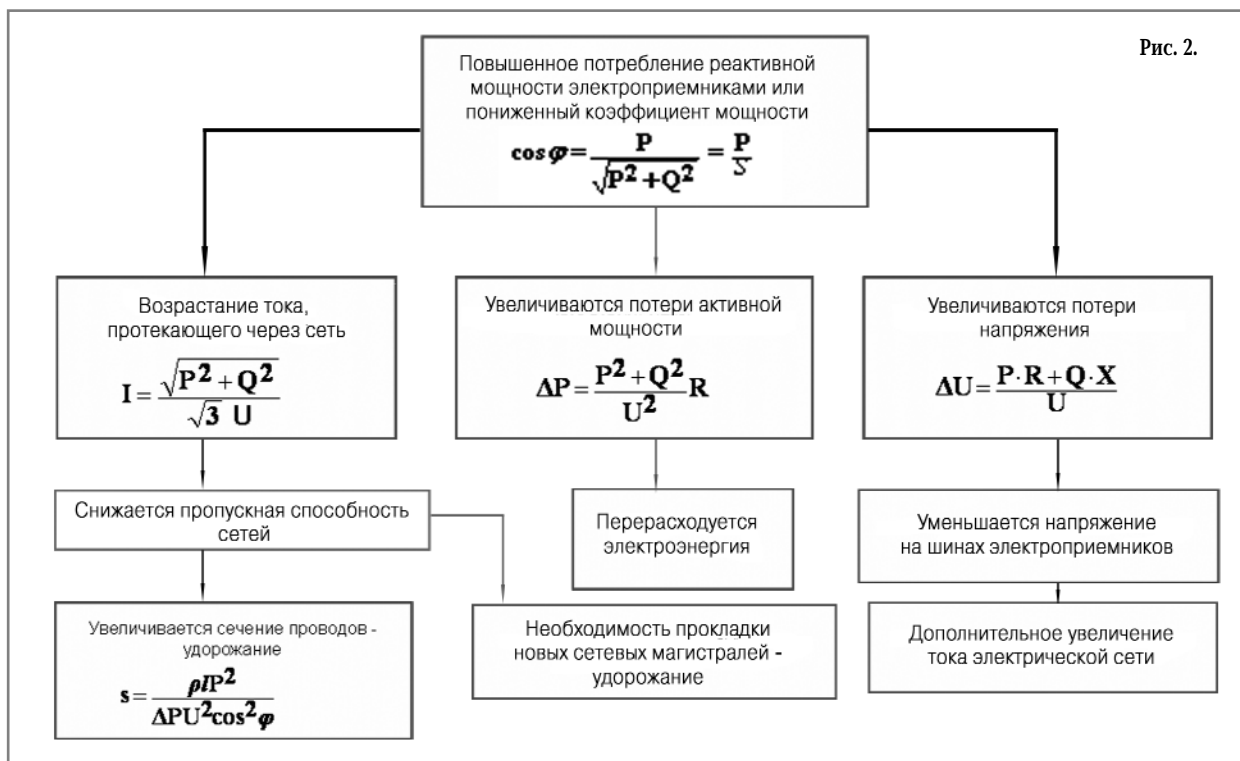 Рис. 2.
Повышенное потребление реактивной
мощности электроприемниками или
пониженный коэффициент мощности
cosφ = P / √(P² + Q²) = P / S
Возрастание тока,
протекающего через сеть
I = √(P² + Q²) / (√3 U)
Увеличиваются потери активной
мощности
ΔP = (P² + Q²) / U² R
Увеличиваются потери
напряжения
ΔU = (P·R + Q·X) / U
Снижается пропускная способность
сетей
Перерасходуется
электроэнергия
Уменьшается напряжение
на шинах электроприемников
Увеличивается сечение проводов -
удорожание
s = ρlP² / (ΔPU²cos²φ)
Необходимость прокладки
новых сетевых магистралей -
удорожание
Дополнительное увеличение
тока электрической сети